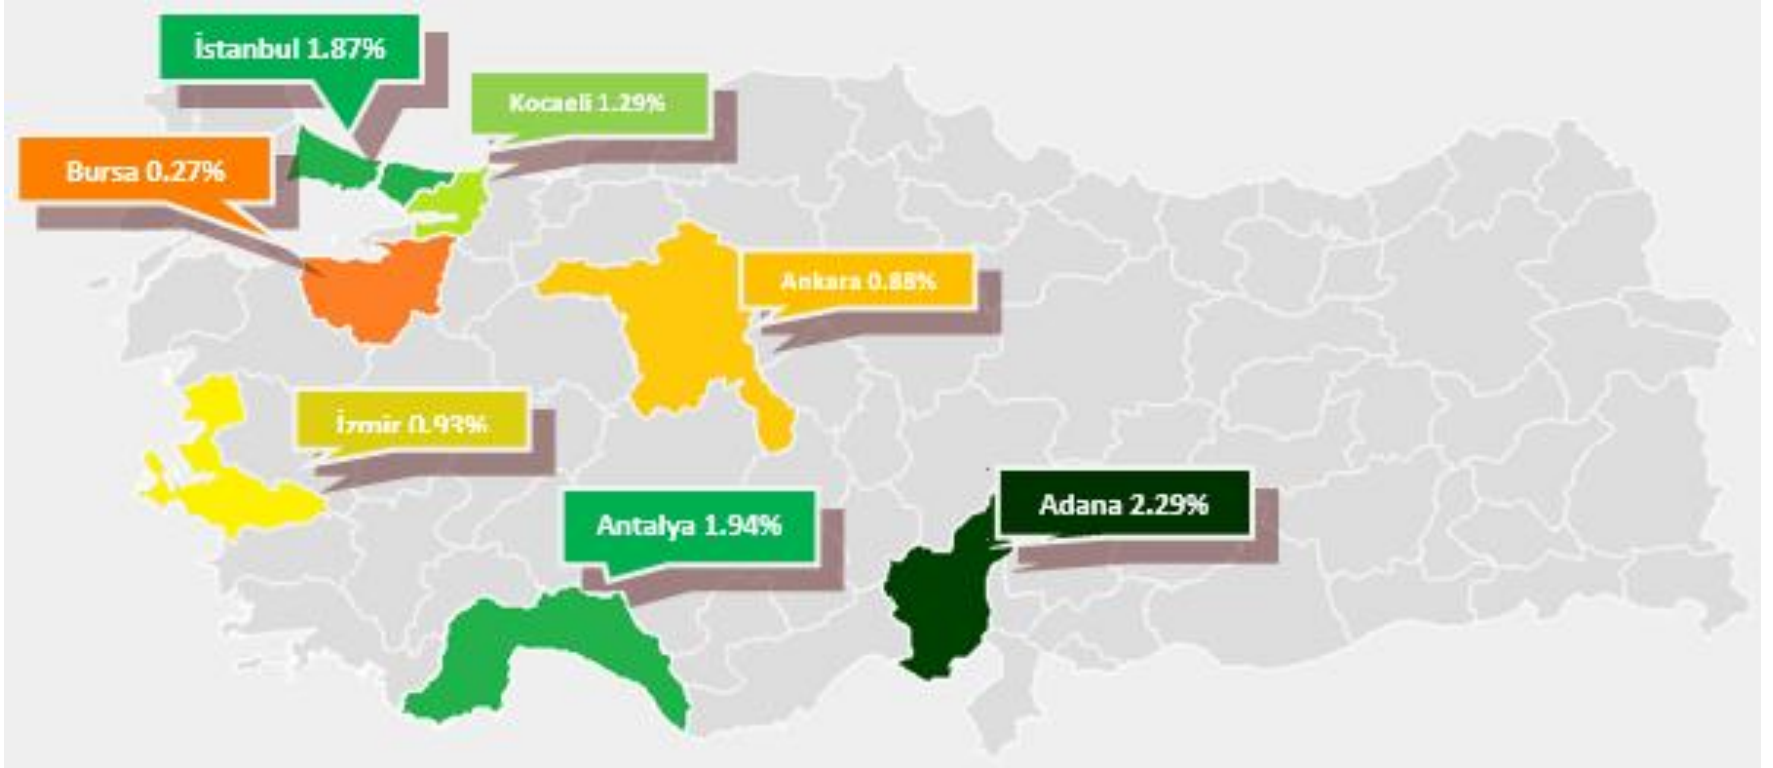 İstanbul 1.87%
Kocaeli 1.29%
Bursa 0.27%
Ankara 0.88%
İzmir 0.93%
Antalya 1.94%
Adana 2.29%